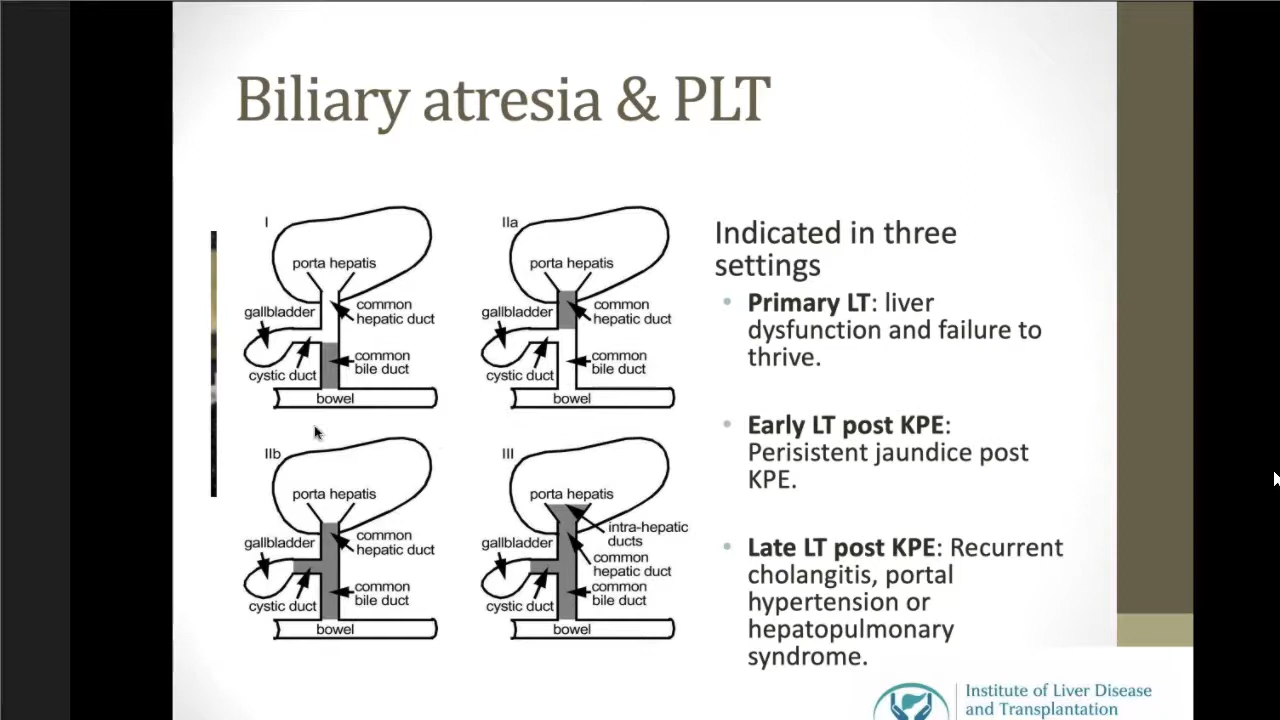 Biliary atresia & PLT
I
porta hepatis
gallbladder
common
hepatic duct
common
bile duct
cystic duct
bowel
IIa
porta hepatis
gallbladder
common
hepatic duct
common
bile duct
cystic duct
bowel
IIb
porta hepatis
gallbladder
common
hepatic duct
common
bile duct
cystic duct
bowel
III
porta hepatis
intra-hepatic
ducts
gallbladder
common
hepatic duct
common
bile duct
cystic duct
bowel
Indicated in three
settings
• Primary LT: liver
dysfunction and failure to
thrive.
• Early LT post KPE:
Perisistent jaundice post
KPE.
• Late LT post KPE: Recurrent
cholangitis, portal
hypertension or
hepatopulmonary
syndrome.
Institute of Liver Disease
and Transplantation